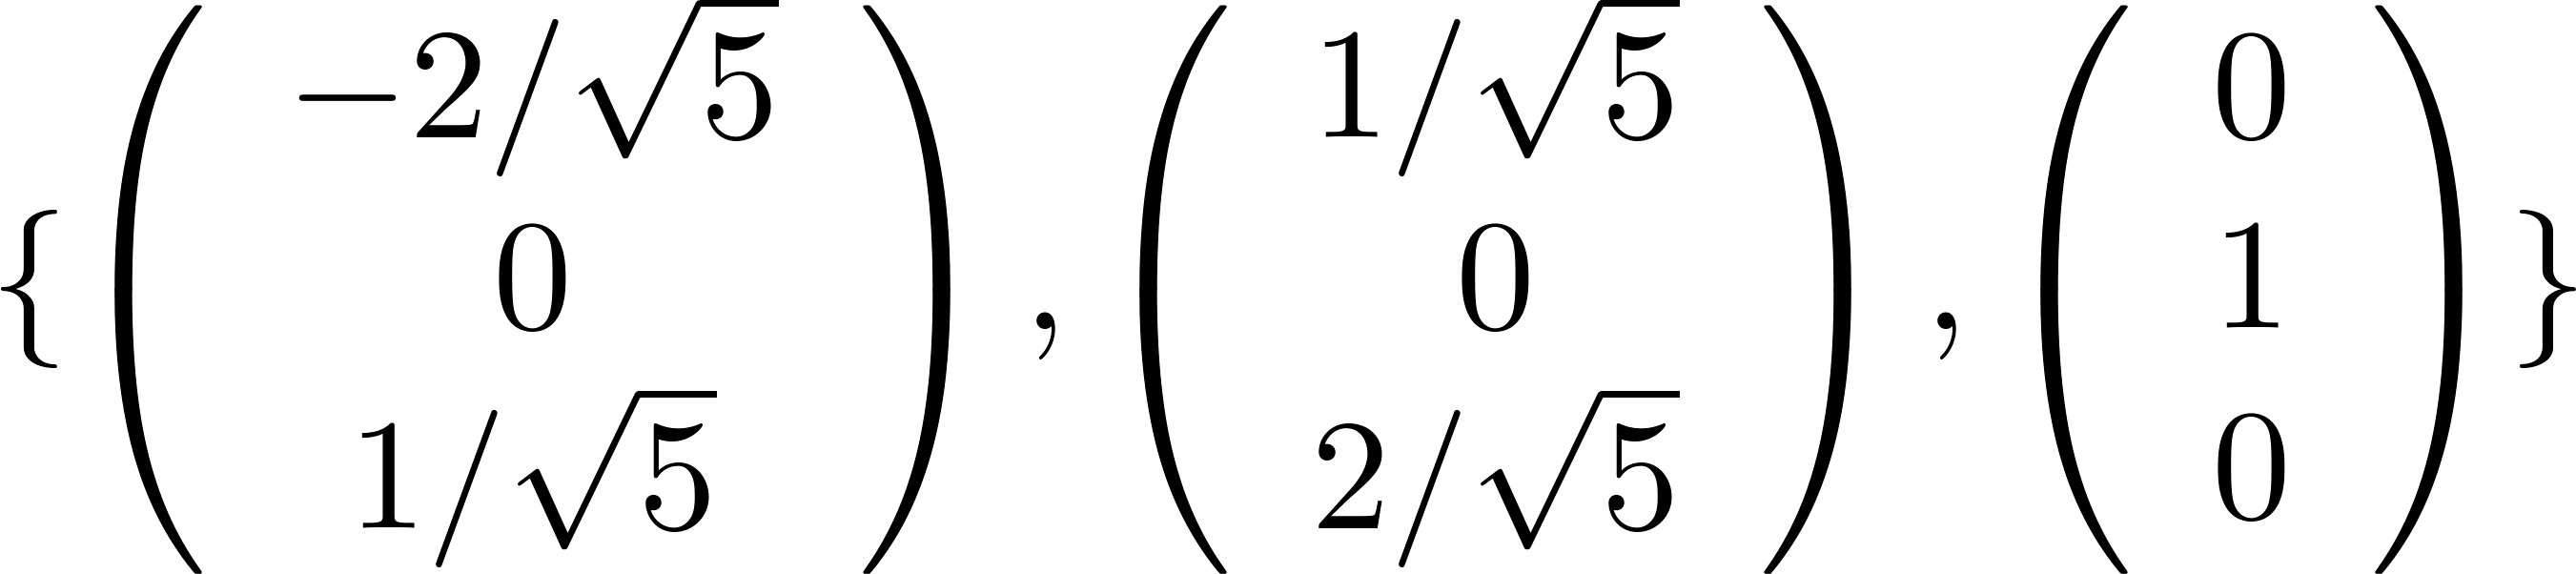 { ( −2/√5 ) , ( 1/√5 ) , ( 0 ) }
0 0 1
1/√5 2/√5 0